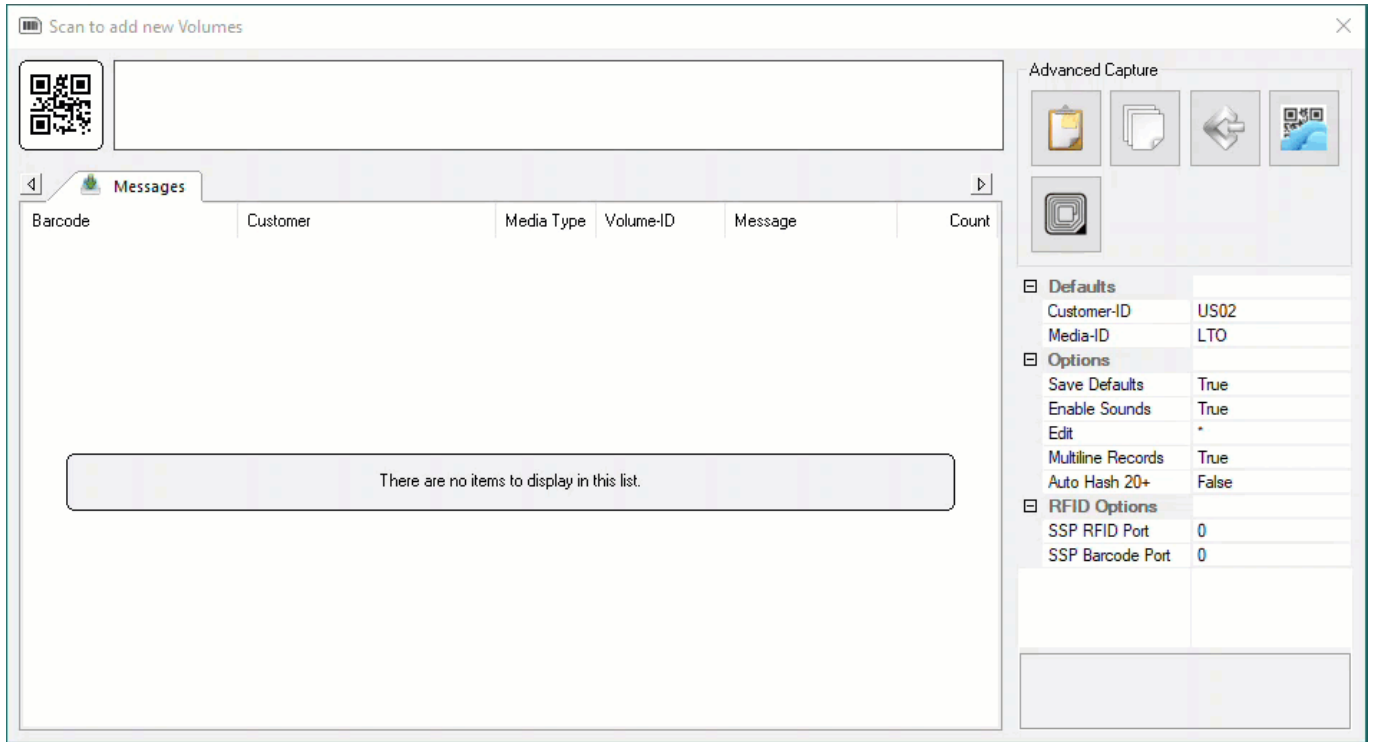 Scan to add new Volumes
Advanced Capture
Messages
Barcode Customer Media Type Volume-ID Message Count
There are no items to display in this list.
Defaults
Customer-ID US02
Media-ID LTO
Options
Save Defaults True
Enable Sounds True
Edit *
Multiline Records True
Auto Hash 20+ False
RFID Options
SSP RFID Port 0
SSP Barcode Port 0